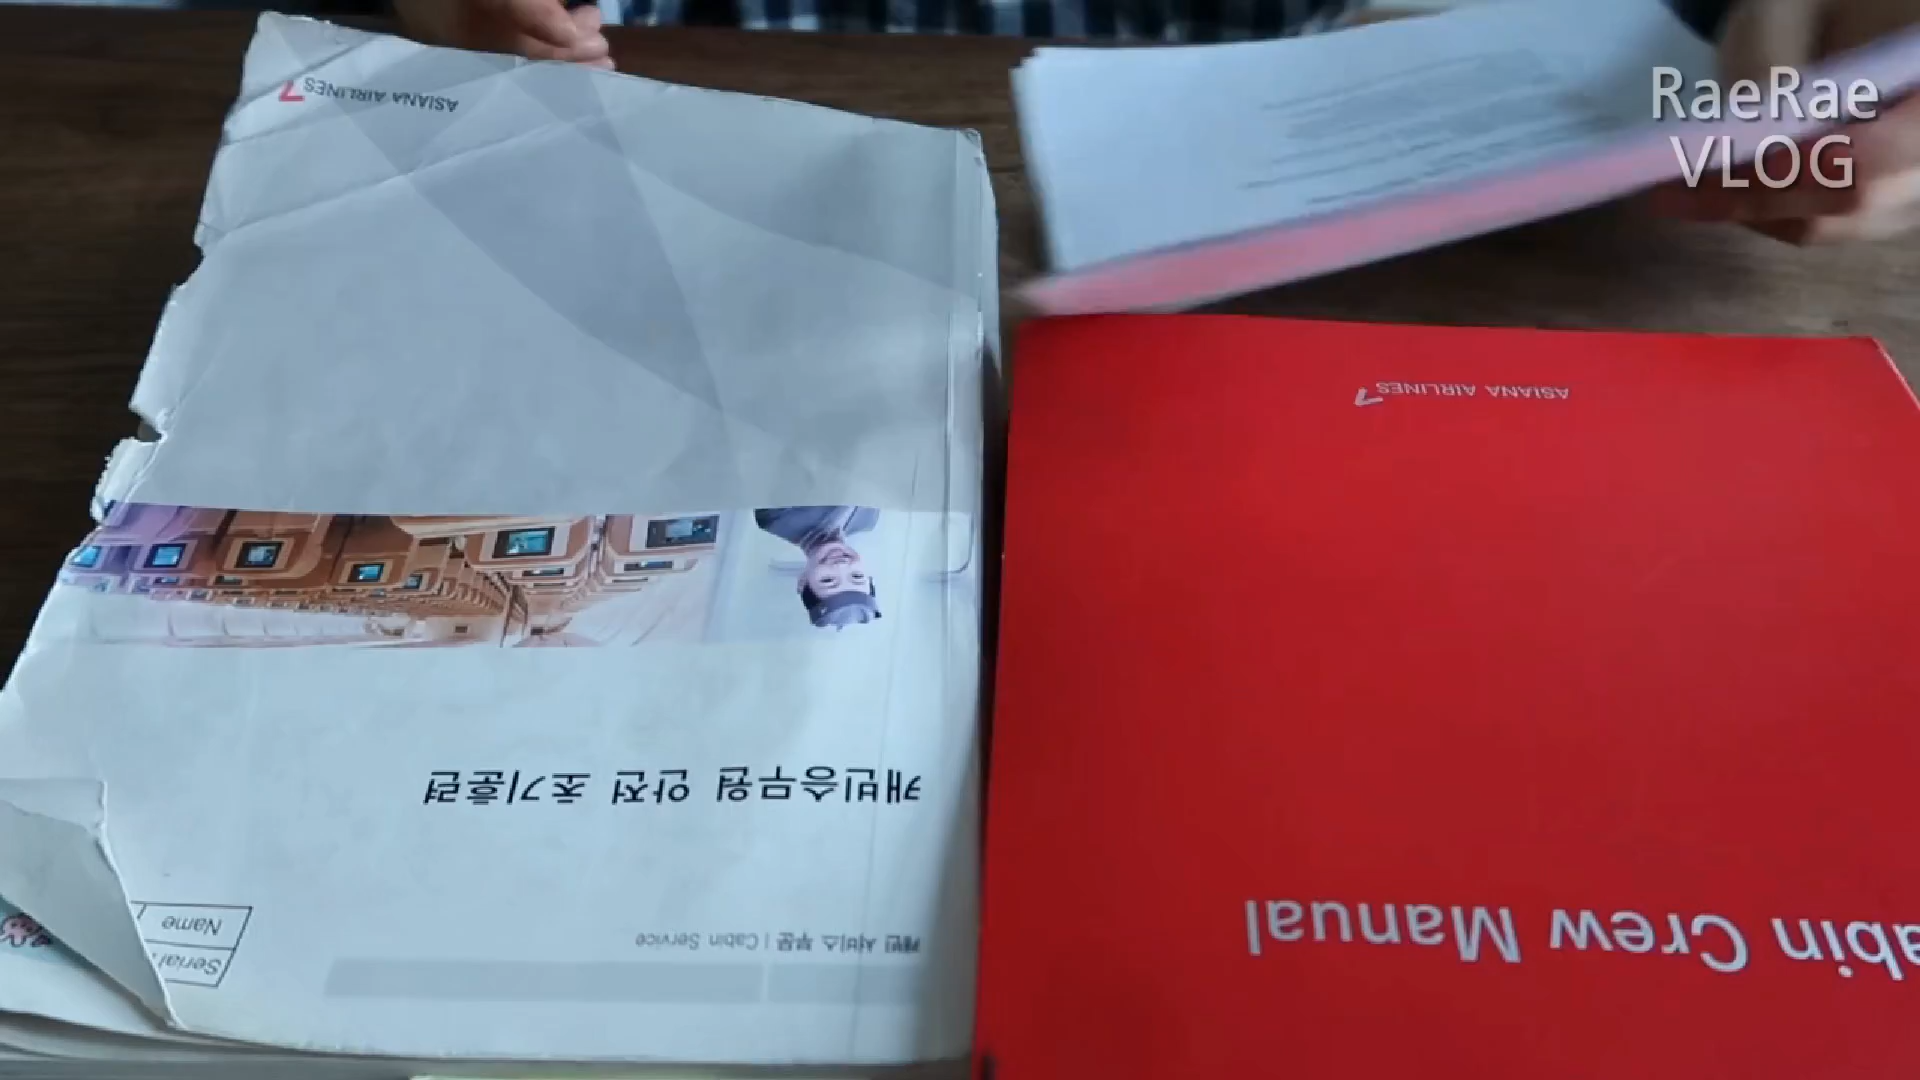 RaeRae
VLOG
ASIANA AIRLINES
캐빈승무원 안전 초기훈련
캐빈 서비스 부문 | Cabin Service
Name
Serial
ASIANA AIRLINES
abin Crew Manual